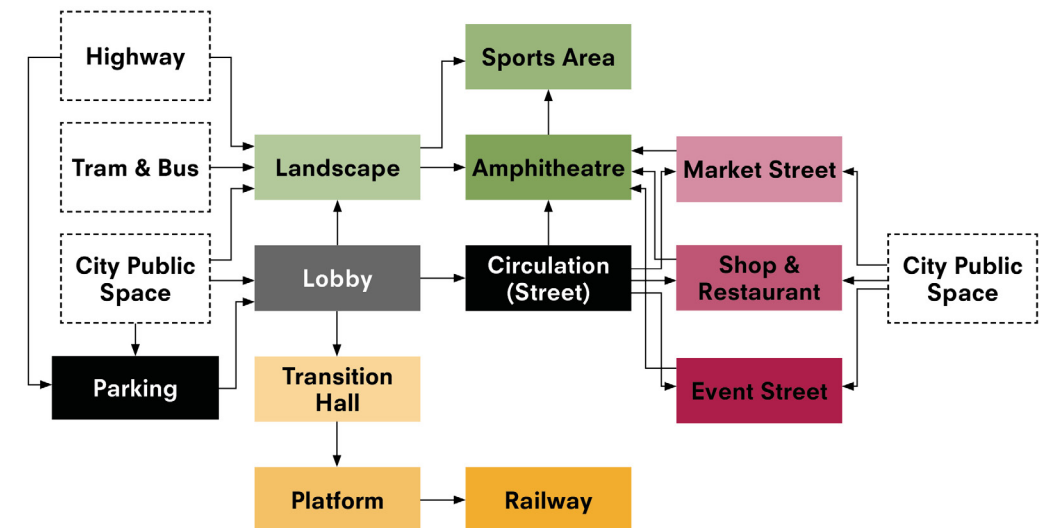 Highway
Sports Area
Tram & Bus
Landscape
Amphitheatre
Market Street
City Public
Space
Lobby
Circulation
(Street)
Shop &
Restaurant
City Public
Space
Parking
Transition
Hall
Event Street
Platform
Railway